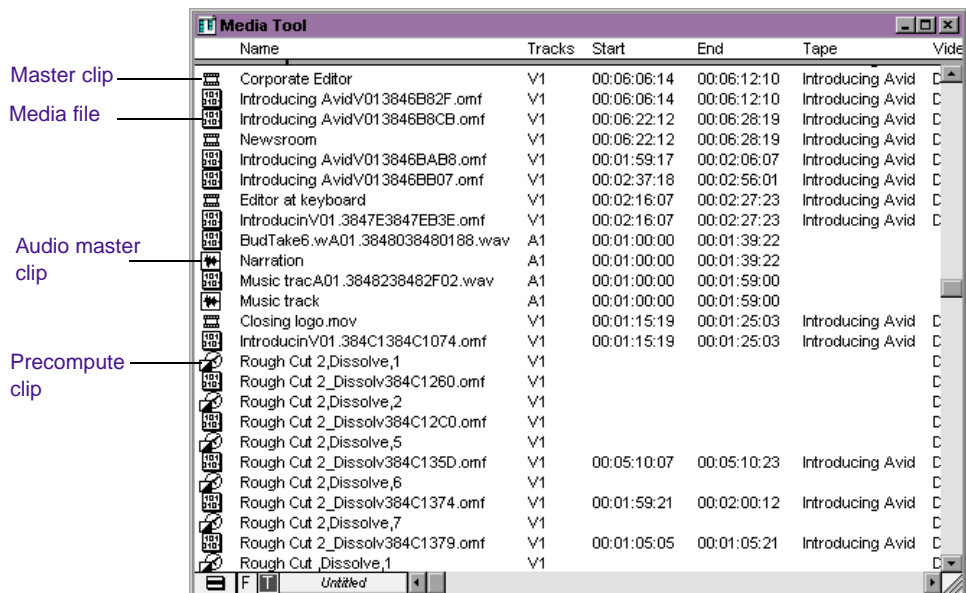 Media Tool
Name Tracks Start End Tape Vide
Master clip
Corporate Editor V1 00:06:06:14 00:06:12:10 Introducing Avid D
Introducing AvidV013846B82F.omf V1 00:06:06:14 00:06:12:10 Introducing Avid D
Media file
Introducing AvidV013846B8CB.omf V1 00:06:22:12 00:06:28:19 Introducing Avid D
Newsroom V1 00:06:22:12 00:06:28:19 Introducing Avid D
Introducing AvidV013846BAB8.omf V1 00:01:59:17 00:02:06:07 Introducing Avid D
Introducing AvidV013846BB07.omf V1 00:02:37:18 00:02:56:01 Introducing Avid D
Editor at keyboard V1 00:02:16:07 00:02:27:23 Introducing Avid D
IntroducinV01.3847E3847EB3E.omf V1 00:02:16:07 00:02:27:23 Introducing Avid D
BudTake6.wA01.3848038480188.wav A1 00:01:00:00 00:01:39:22
Audio master
clip
Narration A1 00:01:00:00 00:01:39:22
Music tracA01.3848238482F02.wav A1 00:01:00:00 00:01:59:00
Music track A1 00:01:00:00 00:01:59:00
Closing logo.mov V1 00:01:15:19 00:01:25:03 Introducing Avid D
IntroducinV01.384C1384C1074.omf V1 00:01:15:19 00:01:25:03 Introducing Avid D
Precompute
clip
Rough Cut 2,Dissolve,1 V1 D
Rough Cut 2_Dissolv384C1260.omf V1 D
Rough Cut 2,Dissolve,2 V1 D
Rough Cut 2_Dissolv384C12C0.omf V1 D
Rough Cut 2,Dissolve,5 V1 D
Rough Cut 2_Dissolv384C135D.omf V1 00:05:10:07 00:05:10:23 Introducing Avid D
Rough Cut 2,Dissolve,6 V1 D
Rough Cut 2_Dissolv384C1374.omf V1 00:01:59:21 00:02:00:12 Introducing Avid D
Rough Cut 2,Dissolve,7 V1 D
Rough Cut 2_Dissolv384C1379.omf V1 00:01:05:05 00:01:05:21 Introducing Avid D
Rough Cut ,Dissolve,1 V1 D
F T Untitled